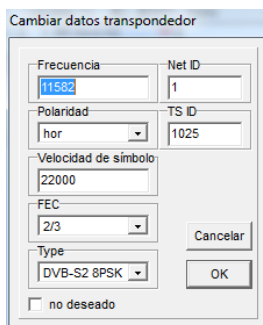 Cambiar datos transpondedor
Frecuencia
Net ID
11582
1
Polaridad
TS ID
hor
1025
Velocidad de símbolo
22000
FEC
2/3
Cancelar
Type
DVB-S2 8PSK
OK
no deseado